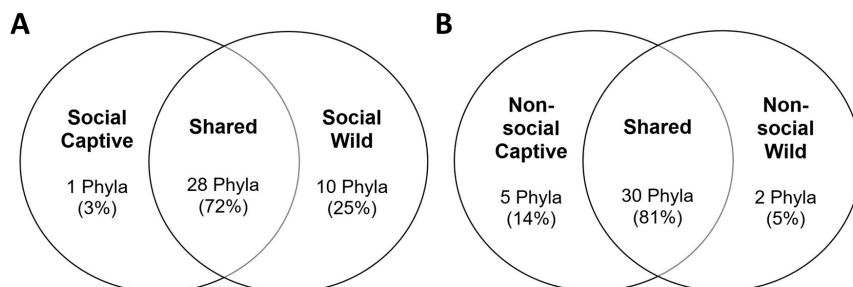 A
Social
Captive
1 Phyla
(3%)
Shared
28 Phyla
(72%)
Social
Wild
10 Phyla
(25%)
B
Non-
social
Captive
5 Phyla
(14%)
Shared
30 Phyla
(81%)
Non-
social
Wild
2 Phyla
(5%)